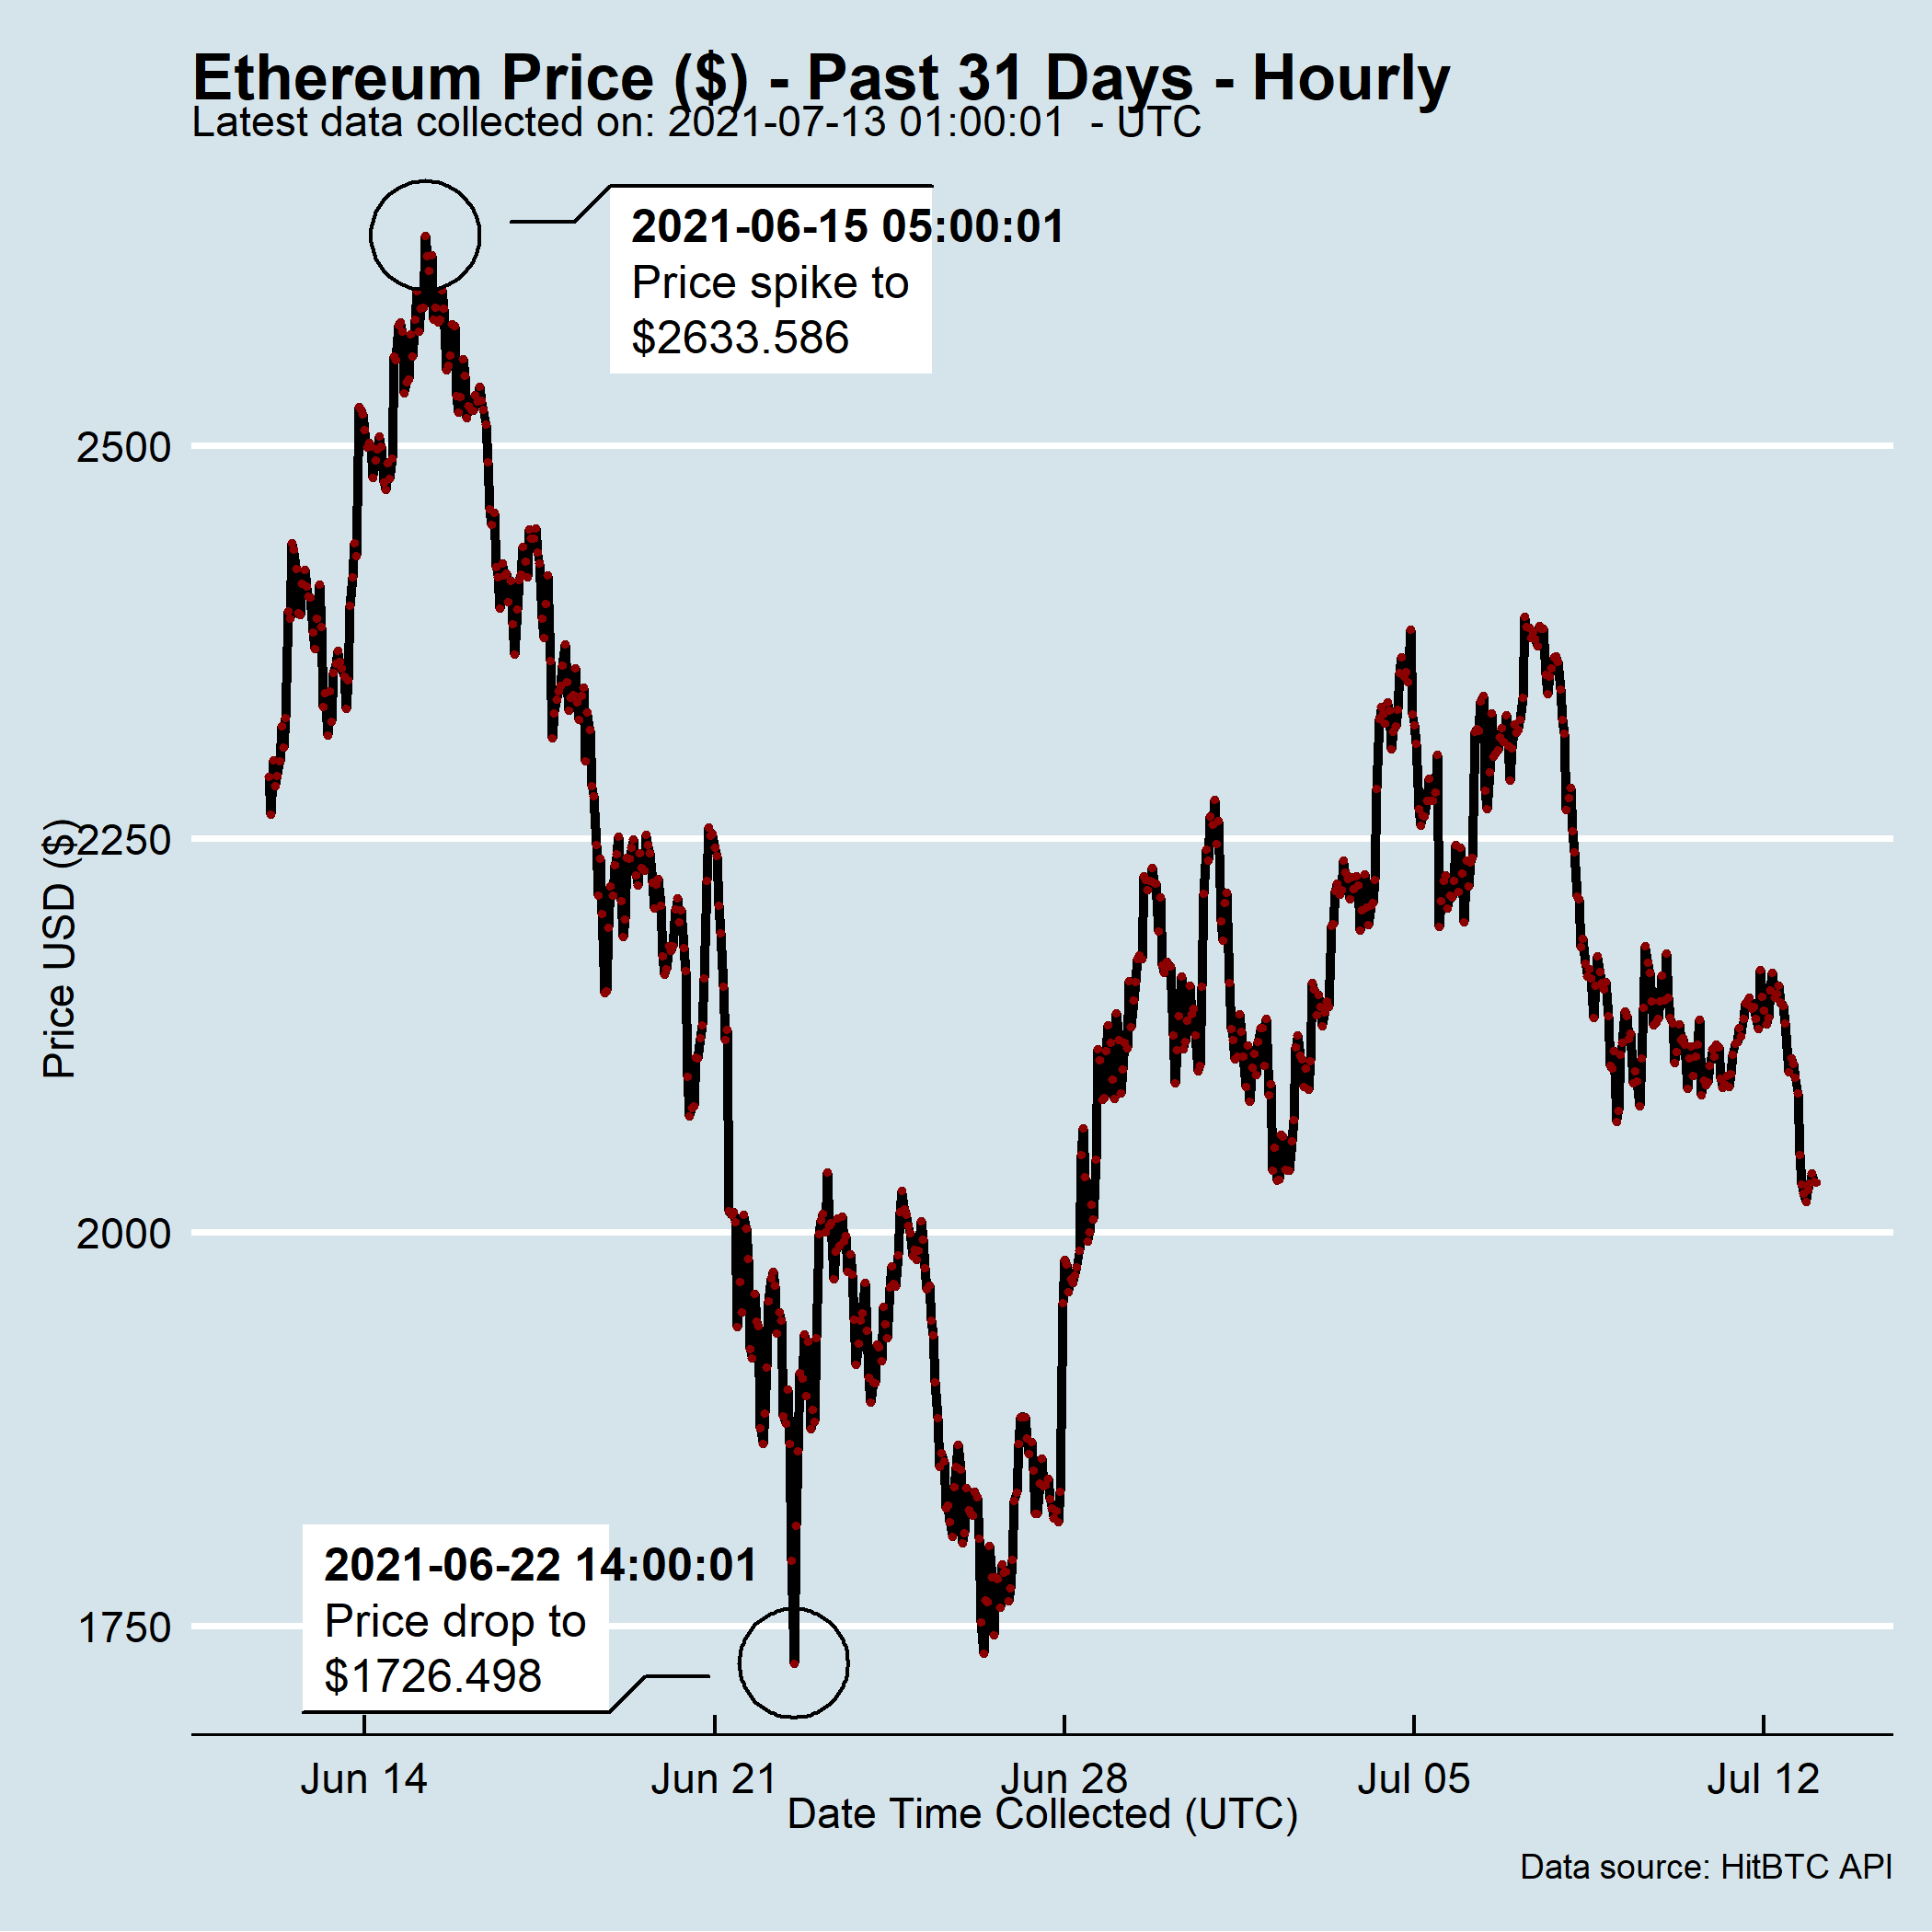 Ethereum Price ($) - Past 31 Days - Hourly
Latest data collected on: 2021-07-13 01:00:01  - UTC
2021-06-15 05:00:01
Price spike to
$2633.586
2500
2250
2000
1750
Price USD ($)
2021-06-22 14:00:01
Price drop to
$1726.498
Jun 14
Jun 21
Jun 28
Jul 05
Jul 12
Date Time Collected (UTC)
Data source: HitBTC API